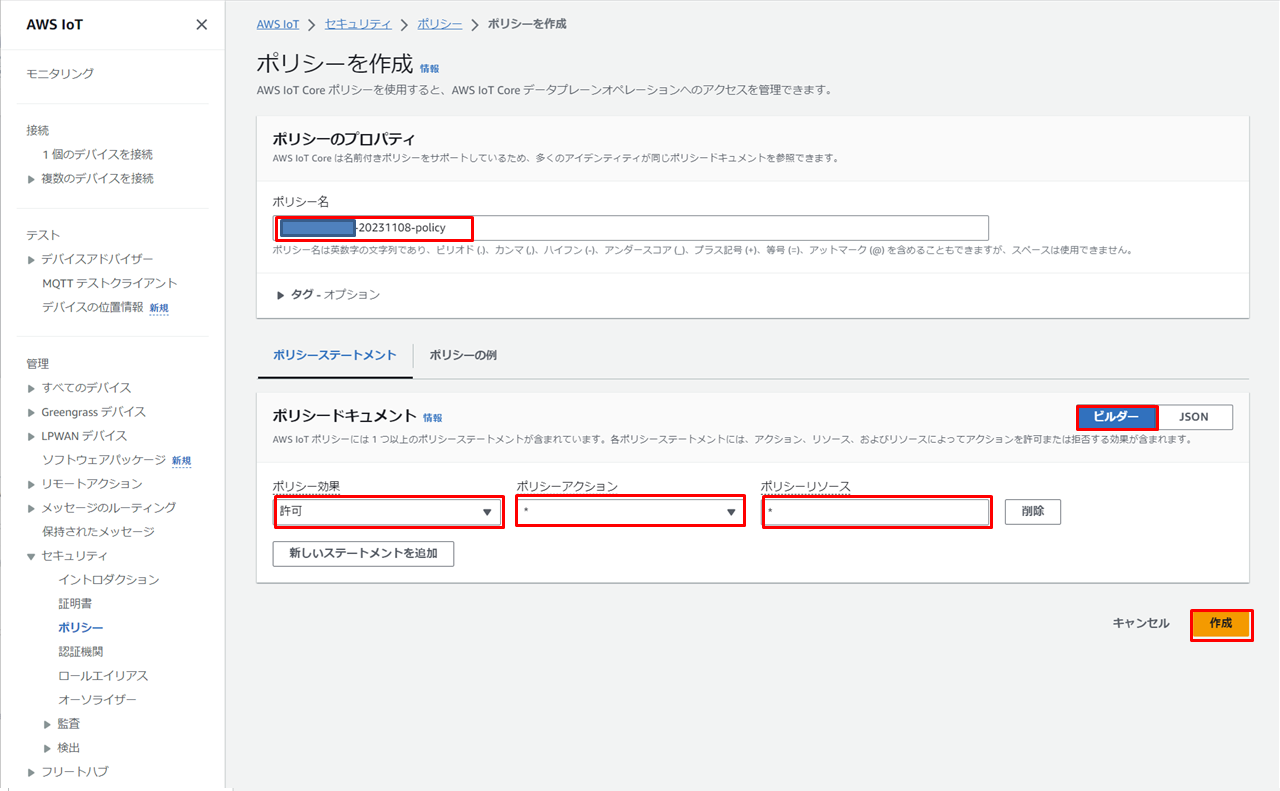 AWS IoT
モニタリング
接続
1 個のデバイスを接続
複数のデバイスを接続
テスト
デバイスアドバイザー
MQTT テストクライアント
デバイスの位置情報 新規
管理
すべてのデバイス
Greengrass デバイス
LPWAN デバイス
ソフトウェアパッケージ 新規
リモートアクション
メッセージのルーティング
保持されたメッセージ
セキュリティ
イントロダクション
証明書
ポリシー
認証機関
ロールエイリアス
オーソライザー
監査
検出
フリートハブ
AWS IoT > セキュリティ > ポリシー > ポリシーを作成
ポリシーを作成 情報
AWS IoT Core ポリシーを使用すると、AWS IoT Core データプレーンオペレーションへのアクセスを管理できます。
ポリシーのプロパティ
AWS IoT Core は名前付きポリシーをサポートしているため、多くのアイデンティティが同じポリシードキュメントを参照できます。
ポリシー名
-20231108-policy
ポリシー名は英数字の文字列であり、ピリオド (.)、カンマ (,)、ハイフン (-)、アンダースコア (_)、プラス記号 (+)、等号 (=)、アットマーク (@) を含めることもできますが、スペースは使用できません。
タグ - オプション
ポリシーステートメント ポリシーの例
ポリシードキュメント 情報
ビルダー JSON
AWS IoT ポリシーには 1 つ以上のポリシーステートメントが含まれています。各ポリシーステートメントには、アクション、リソース、およびリソースによってアクションを許可または拒否する効果が含まれます。
ポリシー効果 ポリシーアクション ポリシーリソース
許可 * * 削除
新しいステートメントを追加
キャンセル 作成